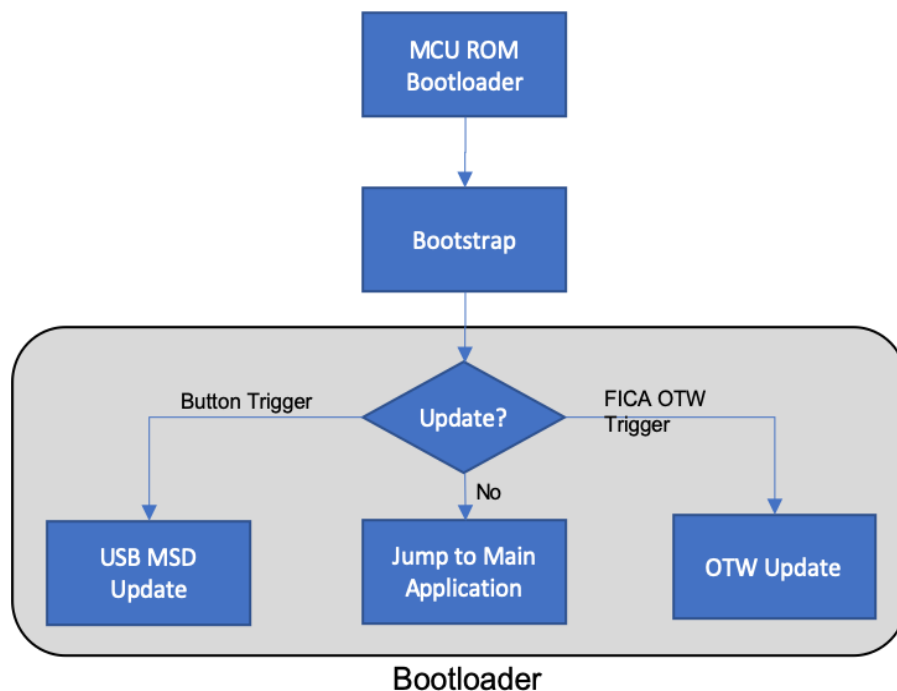 MCU ROM
Bootloader
Bootstrap
Button Trigger
Update?
FICA OTW
Trigger
No
USB MSD
Update
Jump to Main
Application
OTW Update
Bootloader